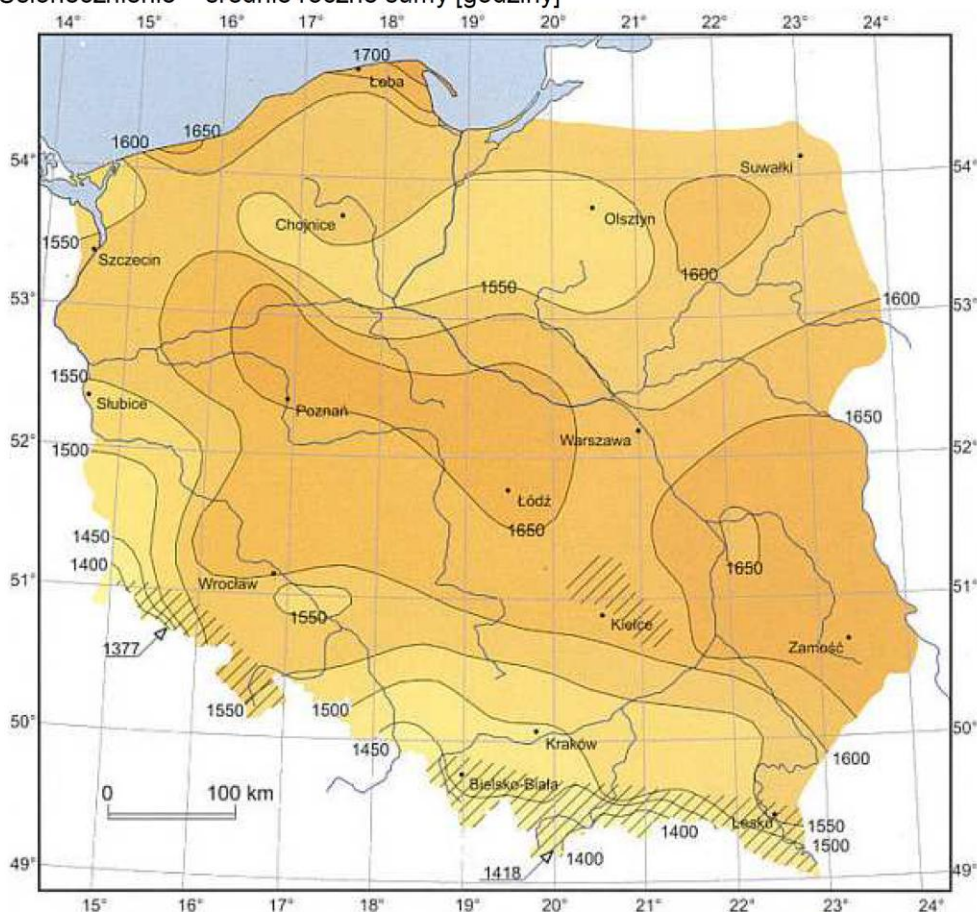 Usłonecznienie – średnie roczne sumy [godziny]
14° 15° 16° 17° 18° 19° 20° 21° 22° 23° 24°
1700
Łeba
1650
1600
54°
54°
Suwałki
Chojnice
Olsztyn
1550
Szczecin
1600
53°
1550
1600
53°
1550
Słubice
Poznań
1650
52°
Warszawa
52°
1500
Łódź
1650
1450
1400
1650
51°
Wrocław
51°
1550
Kielce
Zamość
1377
1550
1500
50°
50°
1450
Kraków
1600
Bielsko-Biała
0 100 km
Lesko
1550
1400
1500
49°
1418
1400
49°
15° 16° 17° 18° 19° 20° 21° 22° 23° 24°